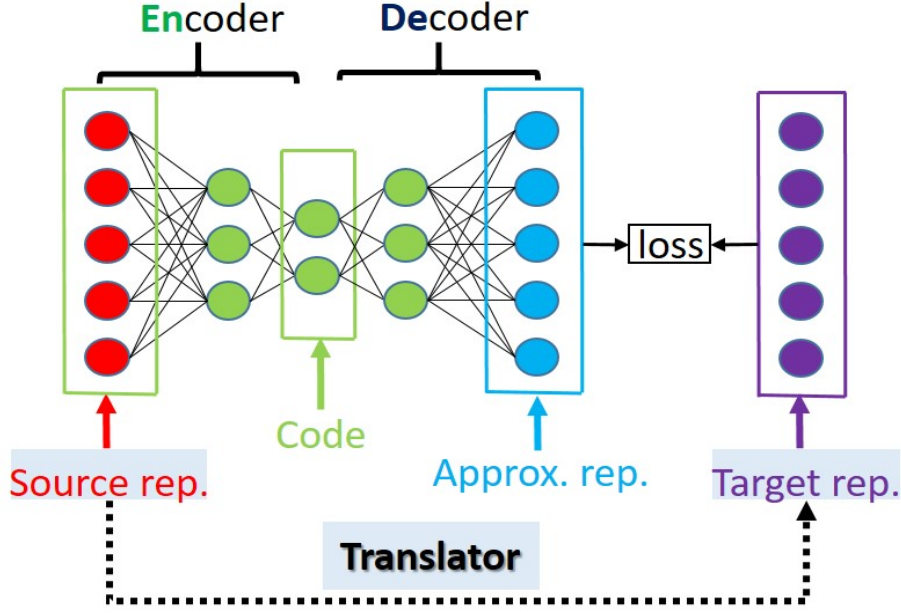 Encoder
Decoder
loss
Code
Source rep.
Approx. rep.
Target rep.
Translator